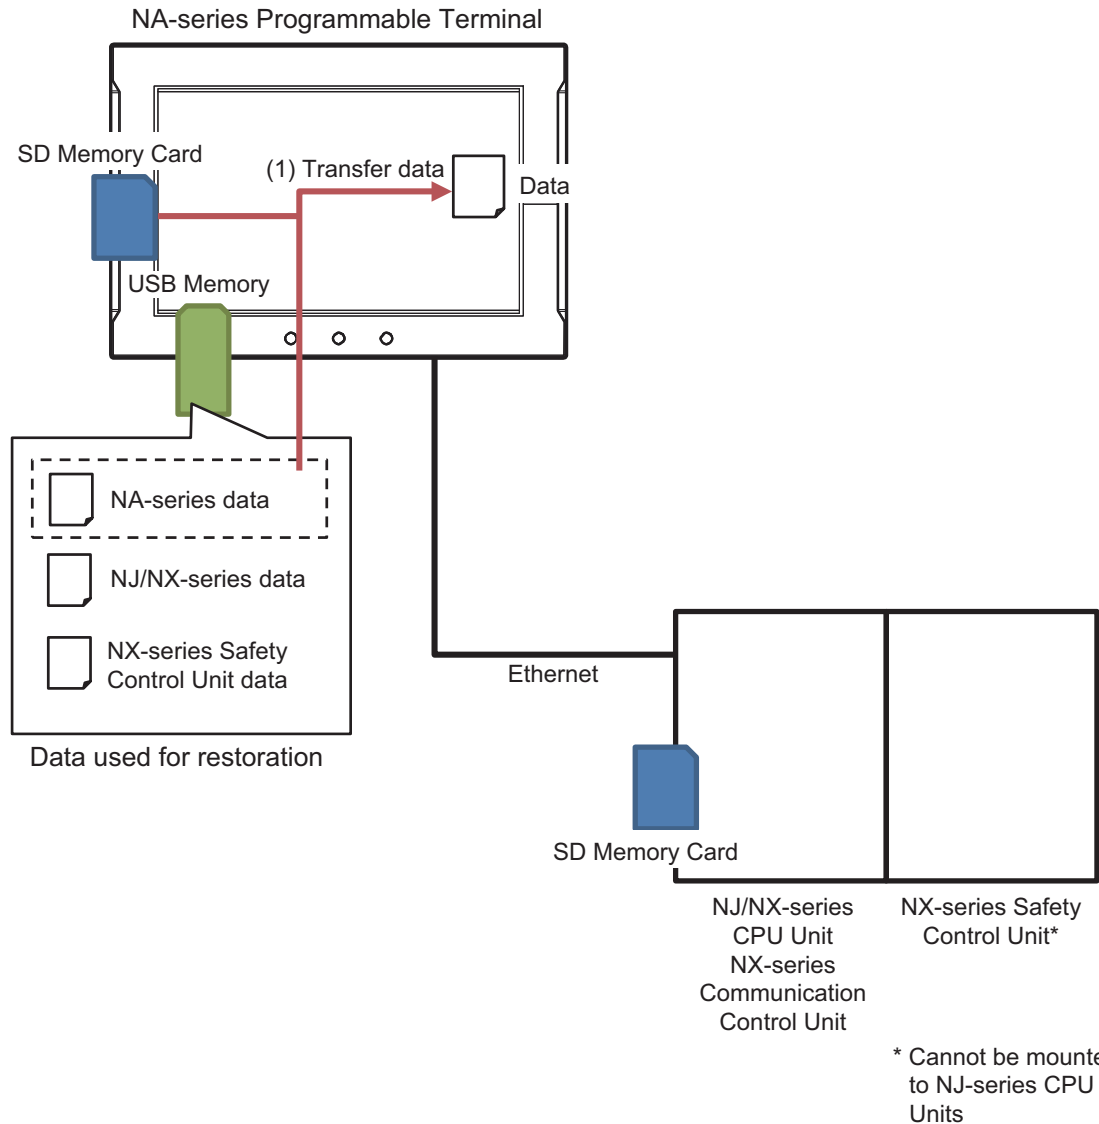 NA-series Programmable Terminal
SD Memory Card
(1) Transfer data
Data
USB Memory
NA-series data
NJ/NX-series data
NX-series Safety
Control Unit data
Data used for restoration
Ethernet
SD Memory Card
NJ/NX-series
CPU Unit
NX-series
Communication
Control Unit
NX-series Safety
Control Unit*
* Cannot be mounte
to NJ-series CPU
Units